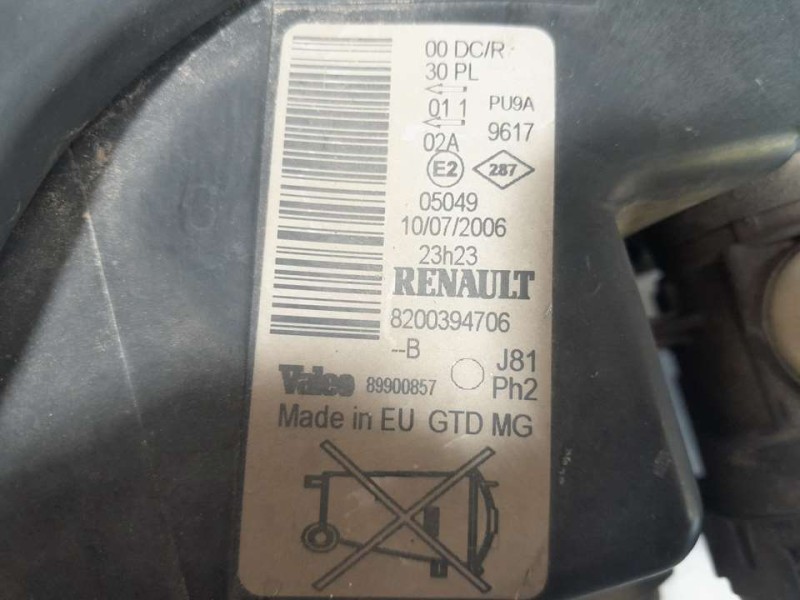 00 DC/R
30 PL
01 1 PU9A
02A 9617
E2 287
05049
10/07/2006
23h23
RENAULT
8200394706
--B J81
Valeo 89900857 Ph2
Made in EU GTD MG